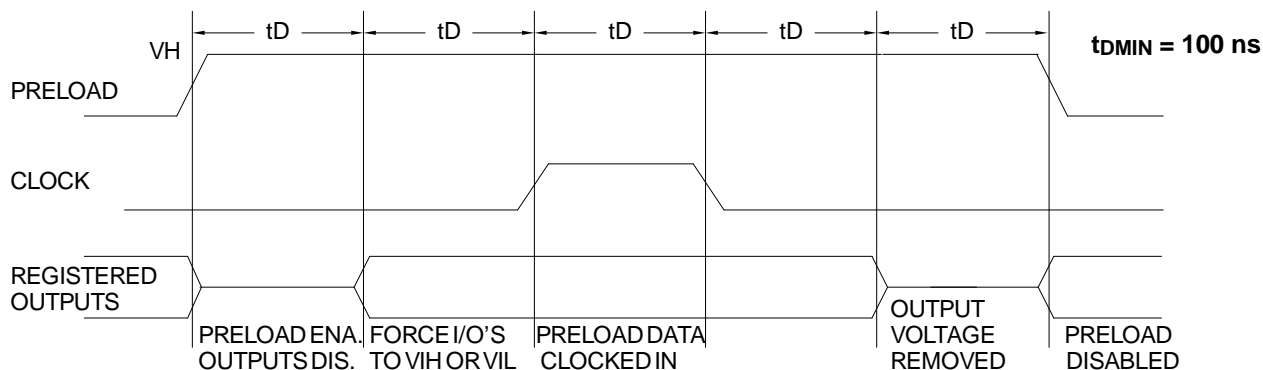 tD tD tD tD tD
VH
tDMIN = 100 ns
PRELOAD
CLOCK
REGISTERED
OUTPUTS
PRELOAD ENA.
OUTPUTS DIS.
FORCE I/O'S
TO VIH OR VIL
PRELOAD DATA
CLOCKED IN
OUTPUT
VOLTAGE
REMOVED
PRELOAD
DISABLED